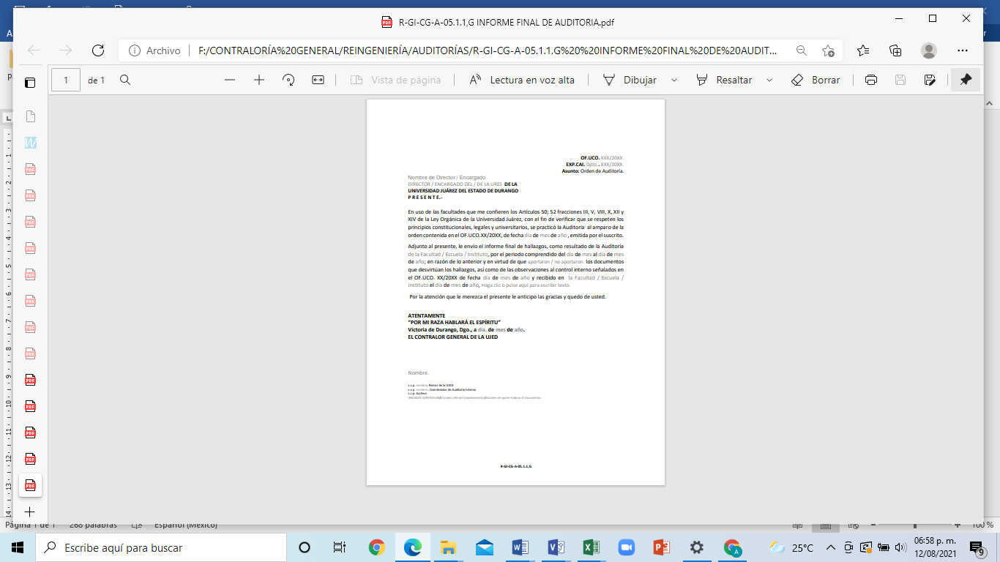 R-GI-CG-A-05.1.1,G INFORME FINAL DE AUDITORIA.pdf
Archivo
F:/CONTRALORÍA%20GENERAL/REINGENIERÍA/AUDITORÍAS/R-GI-CG-A-05.1.1,G%20%20INFORME%20FINAL%20DE%20AUDIT...
1 de 1
Vista de página
Lectura en voz alta
Dibujar
Resaltar
Borrar
OF.UCO. XXX/20XX.
EXP.CAI. Dpto.. XXX/20XX.
Asunto: Orden de Auditoría.
Nombre de Director / Encargado.
DIRECTOR / ENCARGADO DEL / DE LA URES DE LA
UNIVERSIDAD JUÁREZ DEL ESTADO DE DURANGO
P R E S E N T E.-
En uso de las facultades que me confieren los Artículos 50; 52 fracciones III, V, VIII, X, XII y
XIV de la Ley Orgánica de la Universidad Juárez, con el fin de verificar que se respeten los
principios constitucionales, legales y universitarios, se practicó la Auditoria al amparo de la
orden contenida en el OF.UCO.XX/20XX, de fecha día de mes de año , emitida por el suscrito.
Adjunto al presente, le envío el informe final de hallazgos, como resultado de la Auditoría
de la Facultad / Escuela / Instituto, por el periodo comprendido del día de mes al día de mes
de año; en razón de lo anterior y en virtud de que aportaron / no aportaron. los documentos
que desvirtúan los hallazgos, así como de las observaciones al control interno señalados en
el OF.UCO. XX/20XX de fecha día de mes de año y recibido en la Facultad / Escuela /
Instituto el día de mes de año, Haga clic o pulse aquí para escribir texto.
Por la atención que le merezca el presente le anticipo las gracias y quedo de usted.
ATENTAMENTE
“POR MI RAZA HABLARÁ EL ESPÍRITU”
Victoria de Durango, Dgo., a día. de mes de año.
EL CONTRALOR GENERAL DE LA UJED
Nombre.
c.c.p. nombre, Rector de la UJED.
c.c.p. nombre. Coordinador de Auditoría Interna
c.c.p. Archivo
INICIALES CONTRALOR/iniciales Jefe del Departamento/iniciales de quien elaboro el documento
R-GI-CG-A-05.1.1,G
Página 1 de 1 268 palabras Español (México) 100 %
Escribe aquí para buscar
25°C
06:58 p. m.
12/08/2021
9